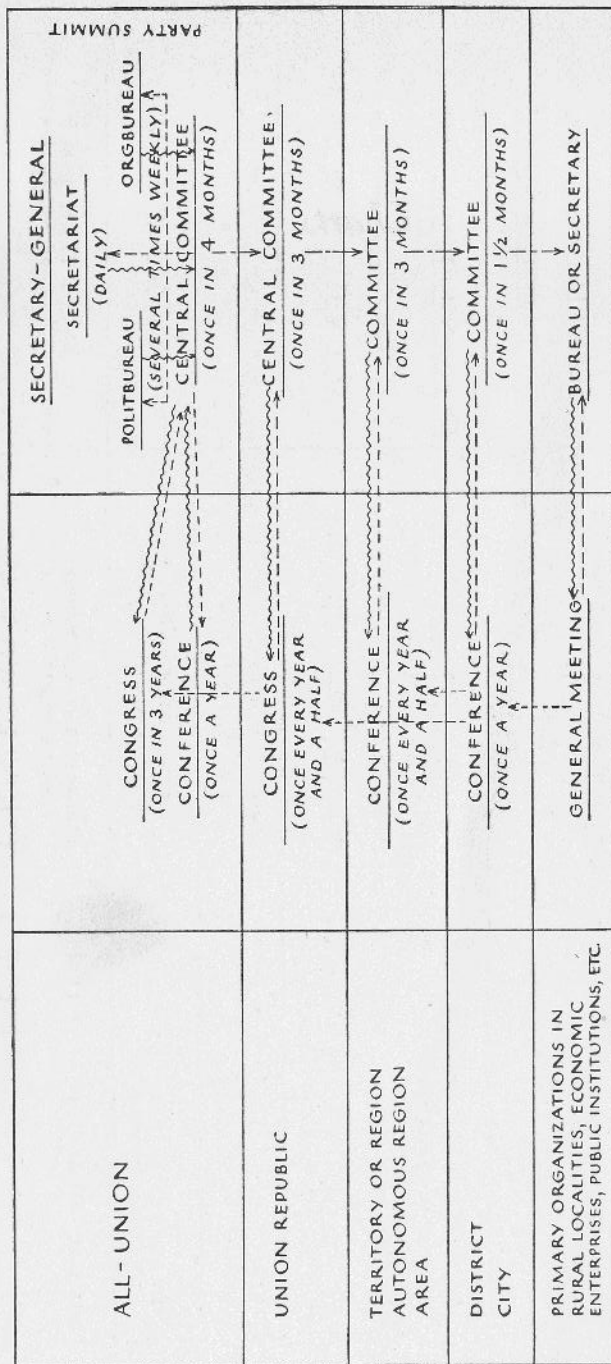 SECRETARY-GENERAL
SECRETARIAT
(DAILY)
POLITBUREAU
ORGBUREAU
(SEVERAL TIMES WEEKLY)
PARTY SUMMIT
ALL-UNION
CONGRESS
(ONCE IN 3 YEARS)
CONFERENCE
(ONCE A YEAR)
CENTRAL COMMITTEE
(ONCE IN 4 MONTHS)
UNION REPUBLIC
CONGRESS
(ONCE EVERY YEAR
AND A HALF)
CENTRAL COMMITTEE.
(ONCE IN 3 MONTHS)
TERRITORY OR REGION
AUTONOMOUS REGION
AREA
CONFERENCE
(ONCE EVERY YEAR
AND A HALF)
COMMITTEE
(ONCE IN 3 MONTHS)
DISTRICT
CITY
CONFERENCE
(ONCE A YEAR)
COMMITTEE
(ONCE IN 1 1/2 MONTHS)
PRIMARY ORGANIZATIONS IN
RURAL LOCALITIES, ECONOMIC
ENTERPRISES, PUBLIC INSTITUTIONS, ETC.
GENERAL MEETING
BUREAU OR SECRETARY